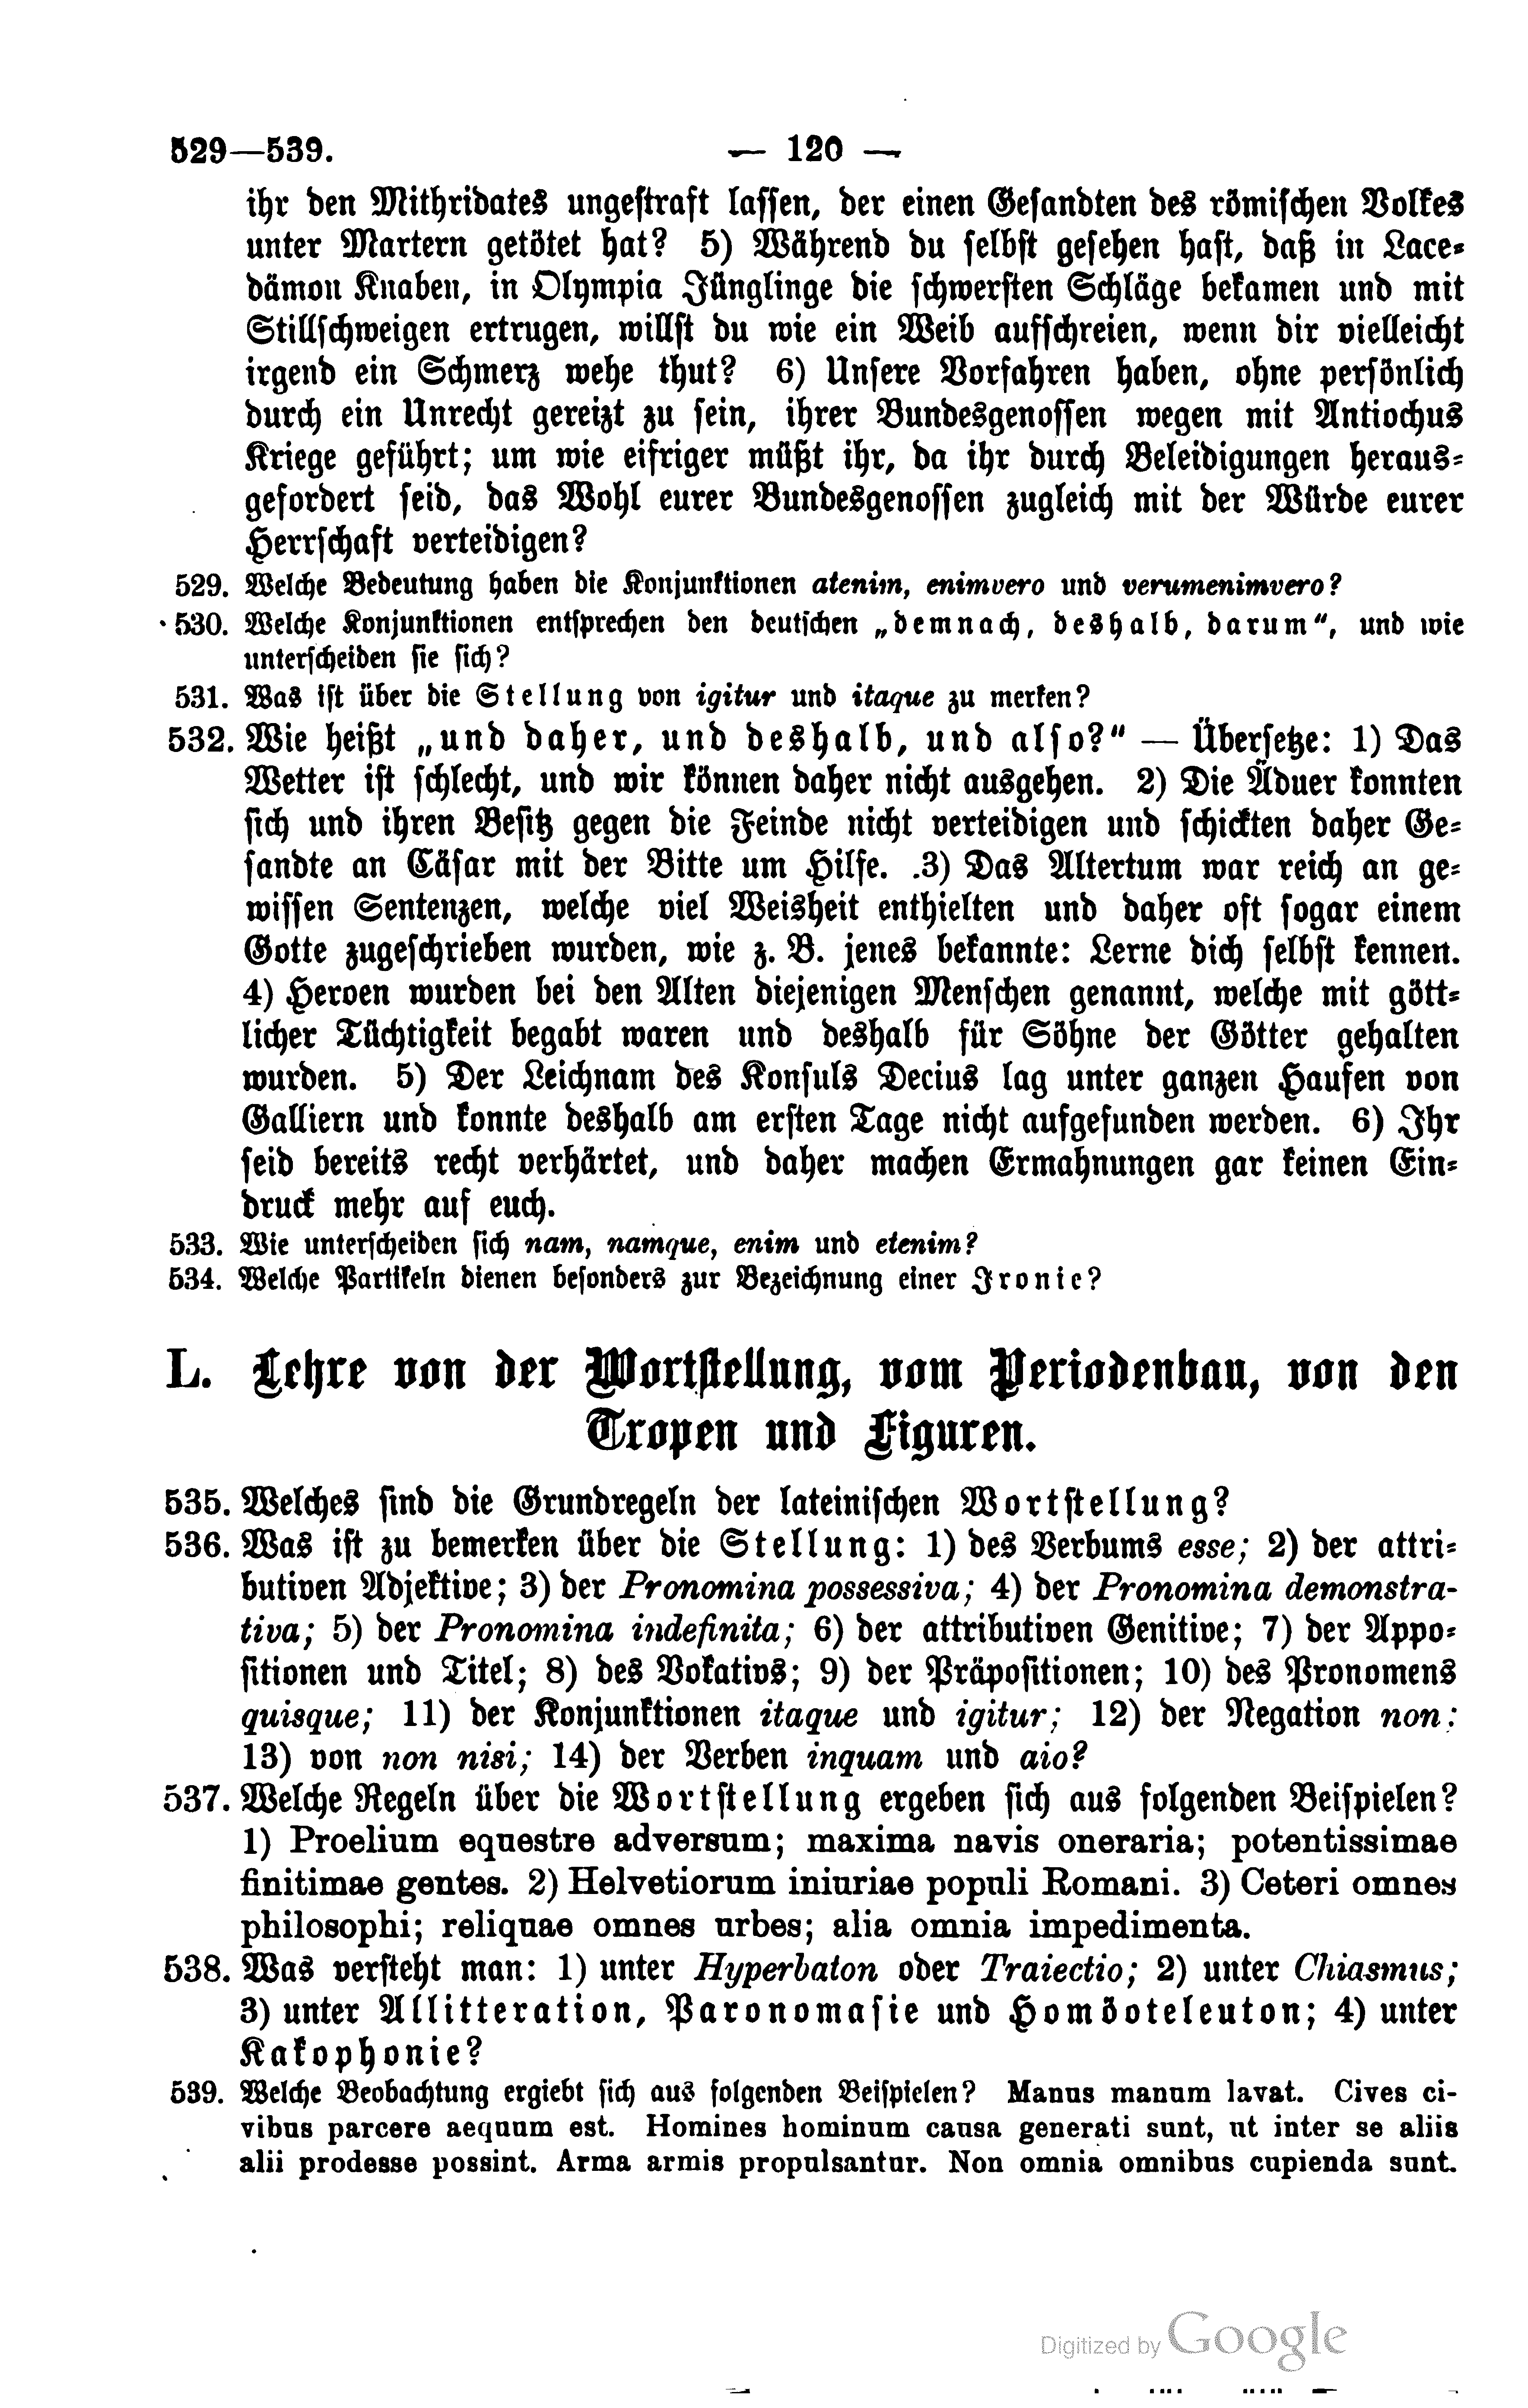 529—539.
— 120 —
ihr den Mithridates ungestraft lassen, der einen Gesandten des römischen Volkes
unter Martern getötet hat? 5) Während du selbst gesehen hast, daß in Lace-
dämon Knaben, in Olympia Jünglinge die schwersten Schläge bekamen und mit
Stillschweigen ertrugen, willst du wie ein Weib aufschreien, wenn dir vielleicht
irgend ein Schmerz wehe thut? 6) Unsere Vorfahren haben, ohne persönlich
durch ein Unrecht gereizt zu sein, ihrer Bundesgenossen wegen mit Antiochus
Kriege geführt; um wie eifriger müßt ihr, da ihr durch Beleidigungen heraus-
gefordert seid, das Wohl eurer Bundesgenossen zugleich mit der Würde eurer
Herrschaft verteidigen?
529. Welche Bedeutung haben die Konjunktionen atenim, enimvero und verumenimvero?
530. Welche Konjunktionen entsprechen den deutschen „demnach, deshalb, darum“, und wie
unterscheiden sie sich?
531. Was ist über die Stellung von igitur und itaque zu merken?
532. Wie heißt „und daher, und deshalb, und also?“ — Übersetze: 1) Das
Wetter ist schlecht, und wir können daher nicht ausgehen. 2) Die Äduer konnten
sich und ihren Besitz gegen die Feinde nicht verteidigen und schickten daher Ge-
sandte an Cäsar mit der Bitte um Hilfe. 3) Das Altertum war reich an ge-
wissen Sentenzen, welche viel Weisheit enthielten und daher oft sogar einem
Gotte zugeschrieben wurden, wie z. B. jenes bekannte: Lerne dich selbst kennen.
4) Heroen wurden bei den Alten diejenigen Menschen genannt, welche mit gött-
licher Tüchtigkeit begabt waren und deshalb für Söhne der Götter gehalten
wurden. 5) Der Leichnam des Konsuls Decius lag unter ganzen Haufen von
Galliern und konnte deshalb am ersten Tage nicht aufgefunden werden. 6) Ihr
seid bereits recht verhärtet, und daher machen Ermahnungen gar keinen Ein-
druck mehr auf euch.
533. Wie unterscheiden sich nam, namque, enim und etenim?
534. Welche Partikeln dienen besonders zur Bezeichnung einer Ironie?
L. Lehre von der Wortstellung, vom Periodenbau, von den
Tropen und Figuren.
535. Welches sind die Grundregeln der lateinischen Wortstellung?
536. Was ist zu bemerken über die Stellung: 1) des Verbums esse; 2) der attri-
butiven Adjektive; 3) der Pronomina possessiva; 4) der Pronomina demonstra-
tiva; 5) der Pronomina indefinita; 6) der attributiven Genitive; 7) der Appo-
sitionen und Titel; 8) des Vokativs; 9) der Präpositionen; 10) des Pronomens
quisque; 11) der Konjunktionen itaque und igitur; 12) der Negation non;
13) von non nisi; 14) der Verben inquam und aio?
537. Welche Regeln über die Wortstellung ergeben sich aus folgenden Beispielen?
1) Proelium equestre adversum; maxima navis oneraria; potentissimae
finitimae gentes. 2) Helvetiorum iniuriae populi Romani. 3) Ceteri omnes
philosophi; reliquae omnes urbes; alia omnia impedimenta.
538. Was versteht man: 1) unter Hyperbaton oder Traiectio; 2) unter Chiasmus;
3) unter Allitteration, Paronomasie und Homöoteleuton; 4) unter
Kakophonie?
539. Welche Beobachtung ergiebt sich aus folgenden Beispielen? Manus manum lavat. Cives ci-
vibus parcere aequum est. Homines hominum causa generati sunt, ut inter se aliis
alii prodesse possint. Arma armis propulsantur. Non omnia omnibus cupienda sunt.
Digitized by Google